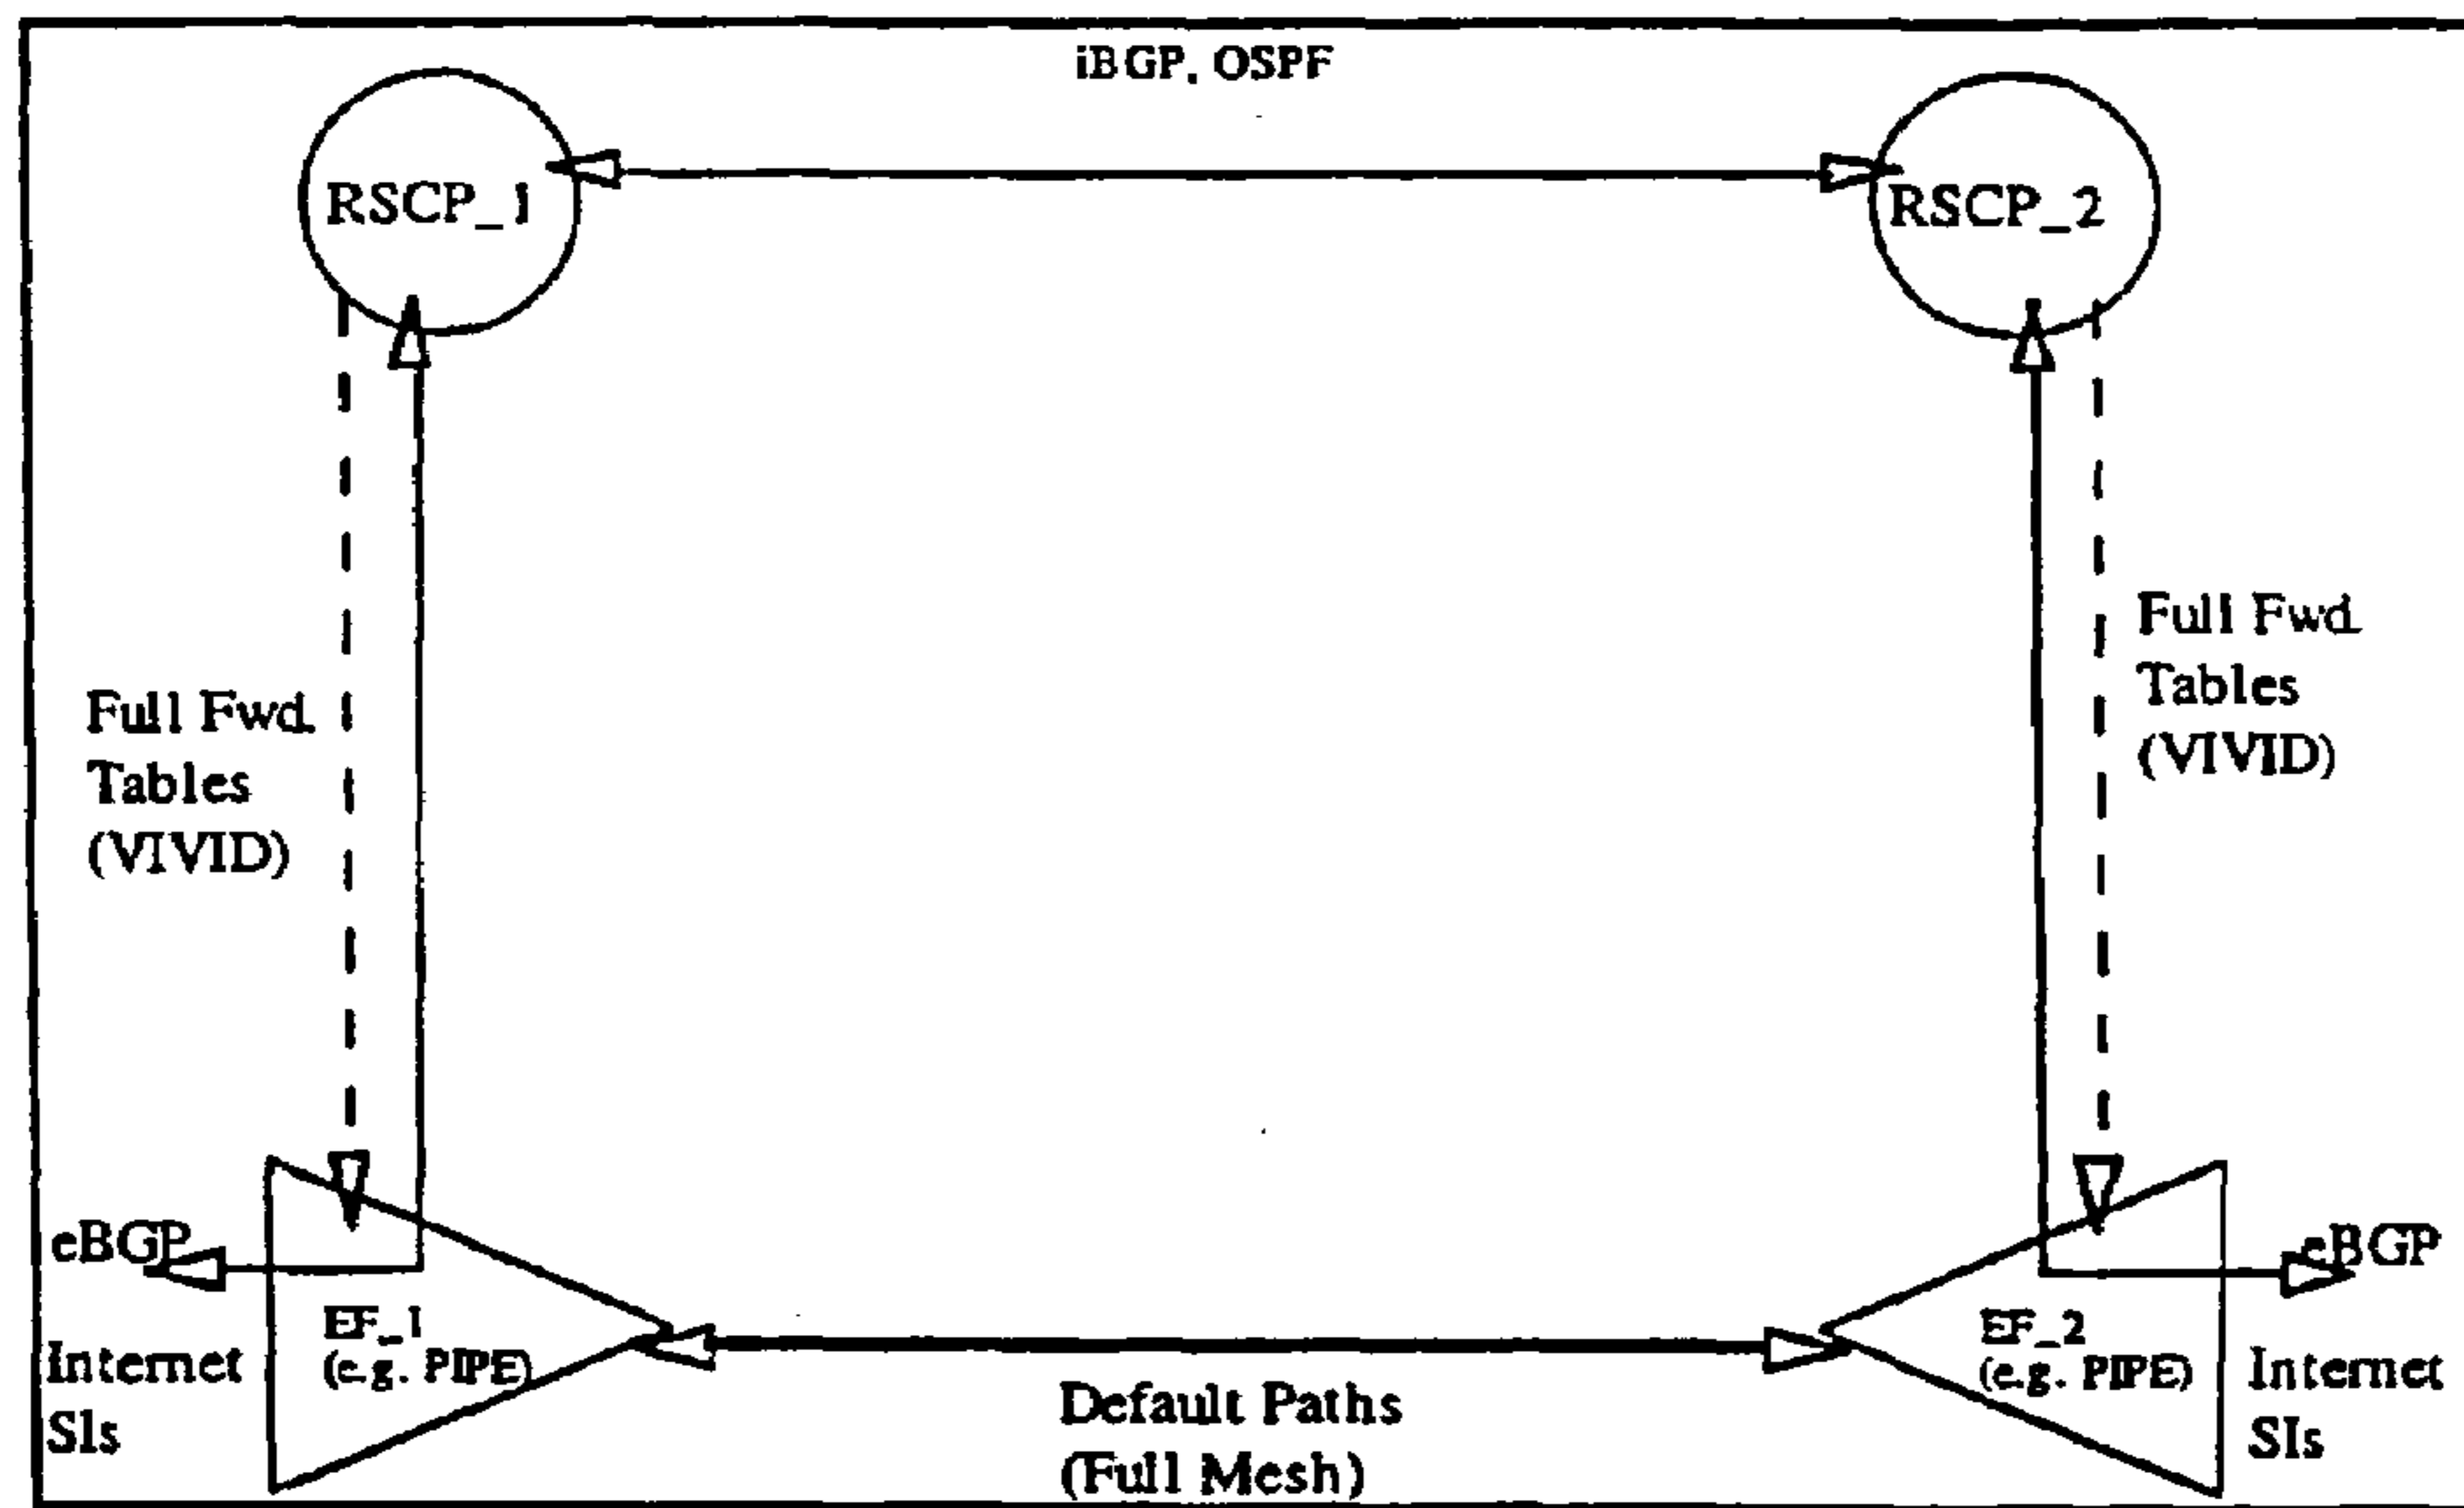 iBGP, OSPF
RSCP_1
RSCP_2
Full Fwd.
Tables
(VIVID)
Full Fwd.
Tables
(VIVID)
eBGP
EF_1
(e.g. PIPE)
Internet
SIs
Default Paths
(Full Mesh)
eBGP
EF_2
(e.g. PIPE)
Internet
SIs